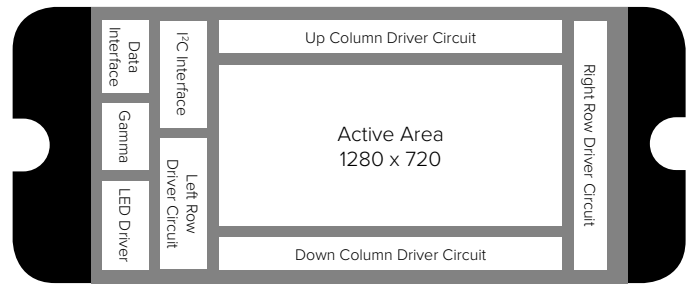 Data
Interface
Gamma
LED Driver
I²C Interface
Left Row
Driver Circuit
Up Column Driver Circuit
Active Area
1280 x 720
Down Column Driver Circuit
Right Row Driver Circuit